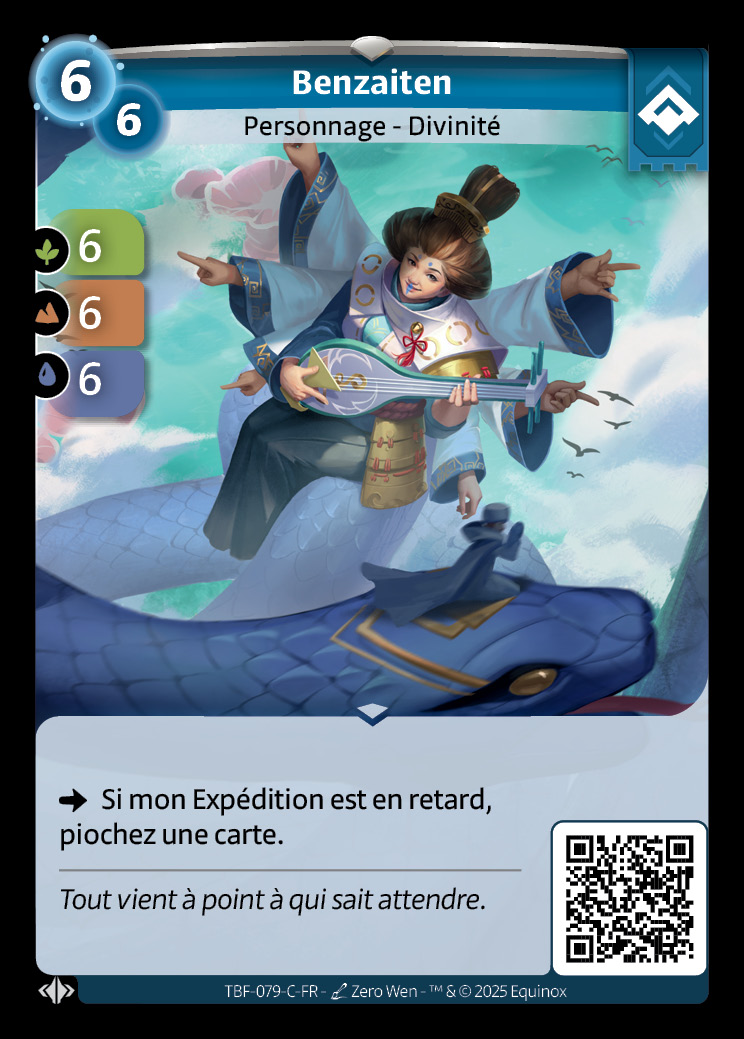 6
Benzaiten
6
Personnage - Divinité
6
6
6
Si mon Expédition est en retard,
piochez une carte.
Tout vient à point à qui sait attendre.
TBF-079-C-FR - Zero Wen - ™ & © 2025 Equinox